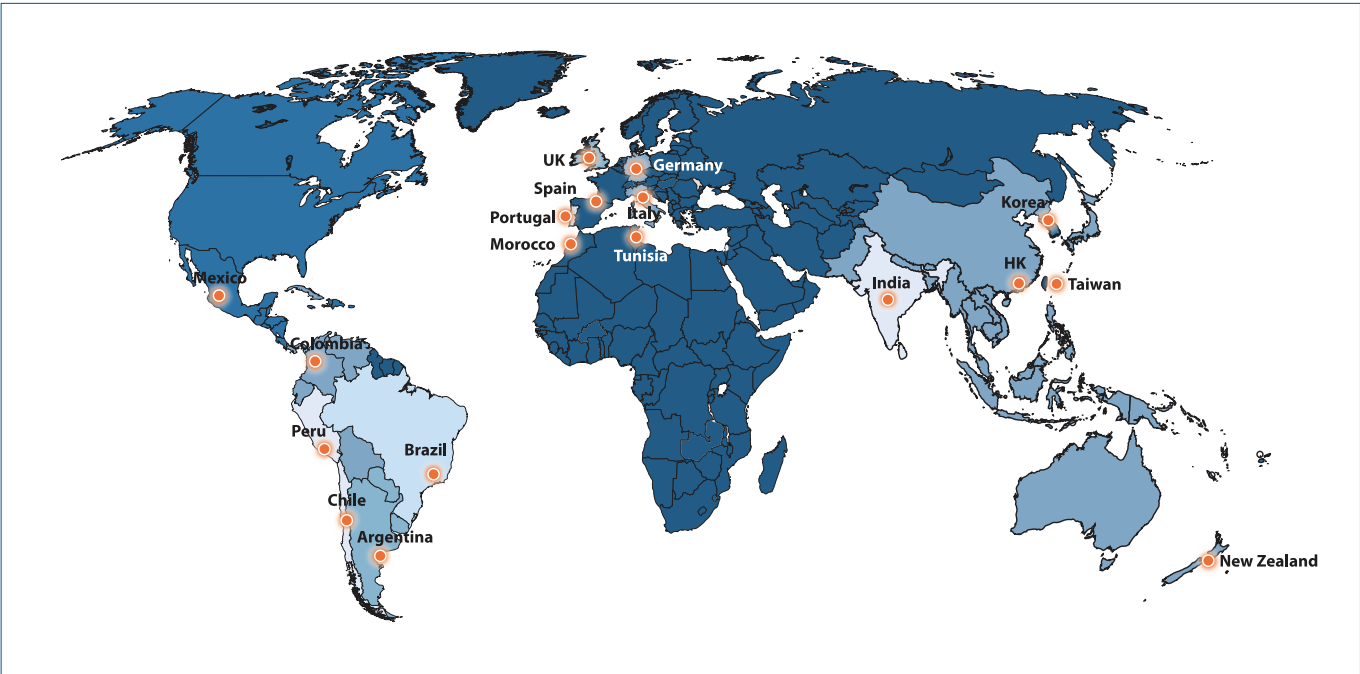 UK
Germany
Spain
Italy
Portugal
Morocco
Tunisia
Korea
HK
India
Taiwan
Mexico
Colombia
Peru
Brazil
Chile
Argentina
New Zealand